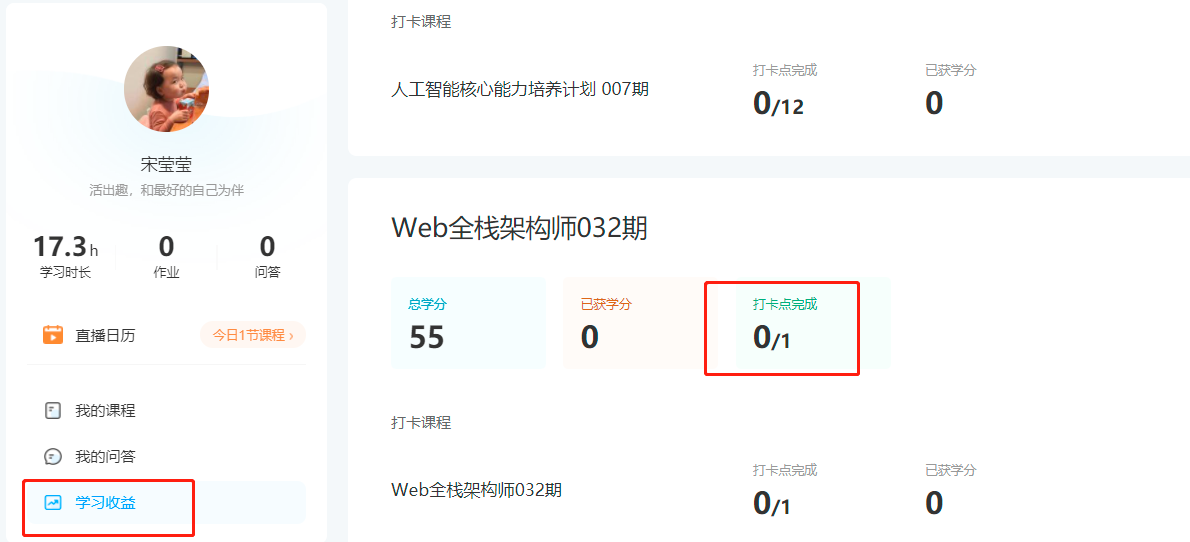 宋莹莹
活出趣，和最好的自己为伴
17.3h 0 0
学习时长 作业 问答
直播日历 今日1节课程 ›
我的课程
我的问答
学习收益
打卡课程
打卡点完成 已获学分
人工智能核心能力培养计划 007期
0/12 0
Web全栈架构师032期
总学分 已获学分 打卡点完成
55 0 0/1
打卡课程
打卡点完成 已获学分
Web全栈架构师032期
0/1 0